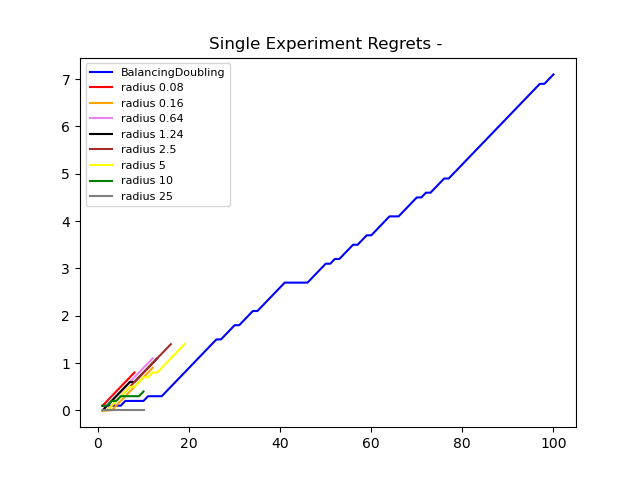 Single Experiment Regrets -
BalancingDoubling
radius 0.08
radius 0.16
radius 0.64
radius 1.24
radius 2.5
radius 5
radius 10
radius 25
7
6
5
4
3
2
1
0
0 20 40 60 80 100